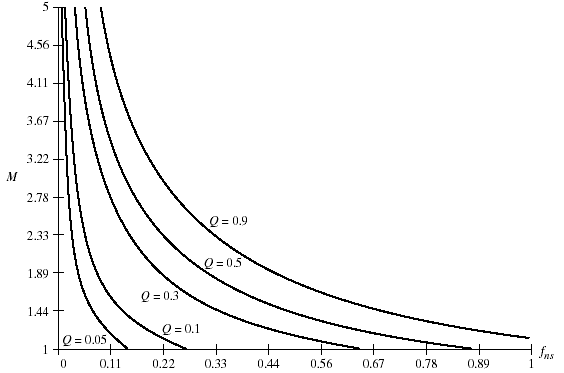 5
4.56
4.11
3.67
3.22
M
2.78
Q = 0.9
2.33
Q = 0.5
1.89
Q = 0.3
1.44
Q = 0.1
Q = 0.05
1
f_ns
0 0.11 0.22 0.33 0.44 0.56 0.67 0.78 0.89 1